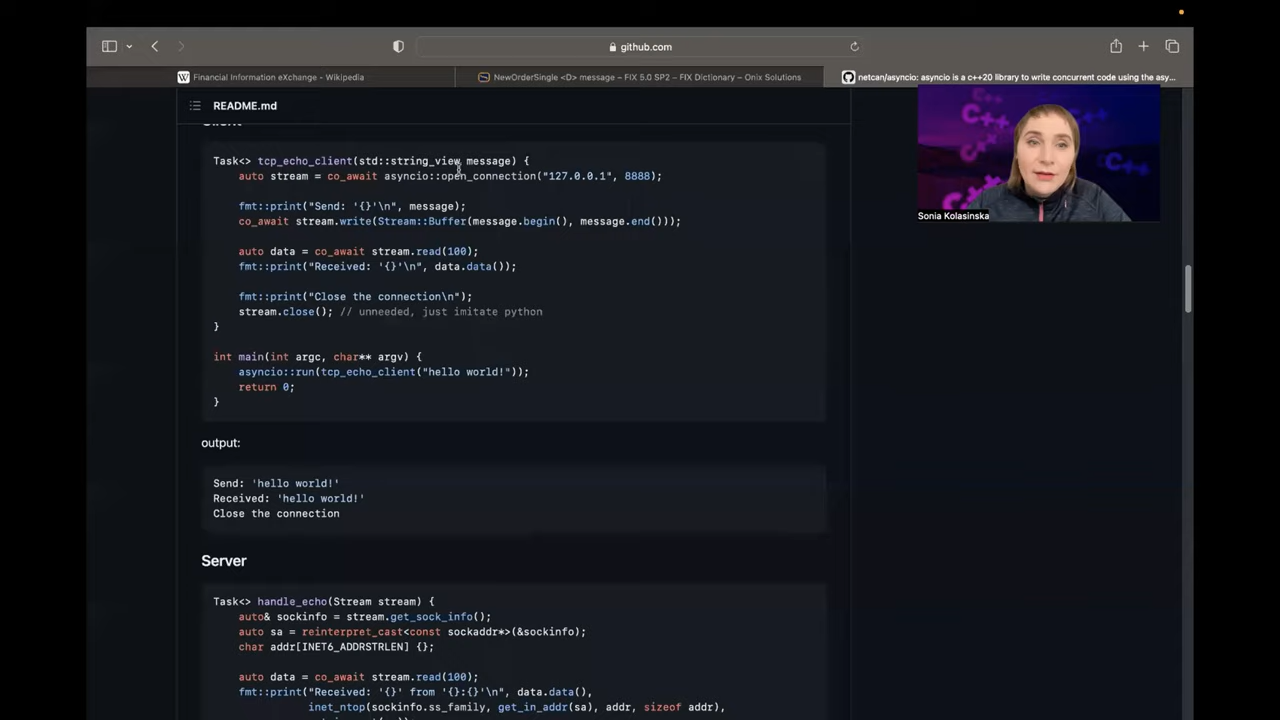 github.com
Financial Information eXchange - Wikipedia
NewOrderSingle <D> message – FIX 5.0 SP2 – FIX Dictionary – Onix Solutions
netcan/asyncio: asyncio is a c++20 library to write concurrent code using the asy...
README.md
Client
Task<> tcp_echo_client(std::string_view message) {
auto stream = co_await asyncio::open_connection("127.0.0.1", 8888);
fmt::print("Send: '{}'\n", message);
co_await stream.write(Stream::Buffer(message.begin(), message.end()));
auto data = co_await stream.read(100);
fmt::print("Received: '{}'\n", data.data());
fmt::print("Close the connection\n");
stream.close(); // unneeded, just imitate python
}
int main(int argc, char** argv) {
asyncio::run(tcp_echo_client("hello world!"));
return 0;
}
output:
Send: 'hello world!'
Received: 'hello world!'
Close the connection
Server
Task<> handle_echo(Stream stream) {
auto& sockinfo = stream.get_sock_info();
auto sa = reinterpret_cast<const sockaddr*>(&sockinfo);
char addr[INET6_ADDRSTRLEN] {};
auto data = co_await stream.read(100);
fmt::print("Received: '{}' from '{}:{}'\n", data.data(),
inet_ntop(sockinfo.ss_family, get_in_addr(sa), addr, sizeof addr),
C++
C++
C++
Sonia Kolasinska